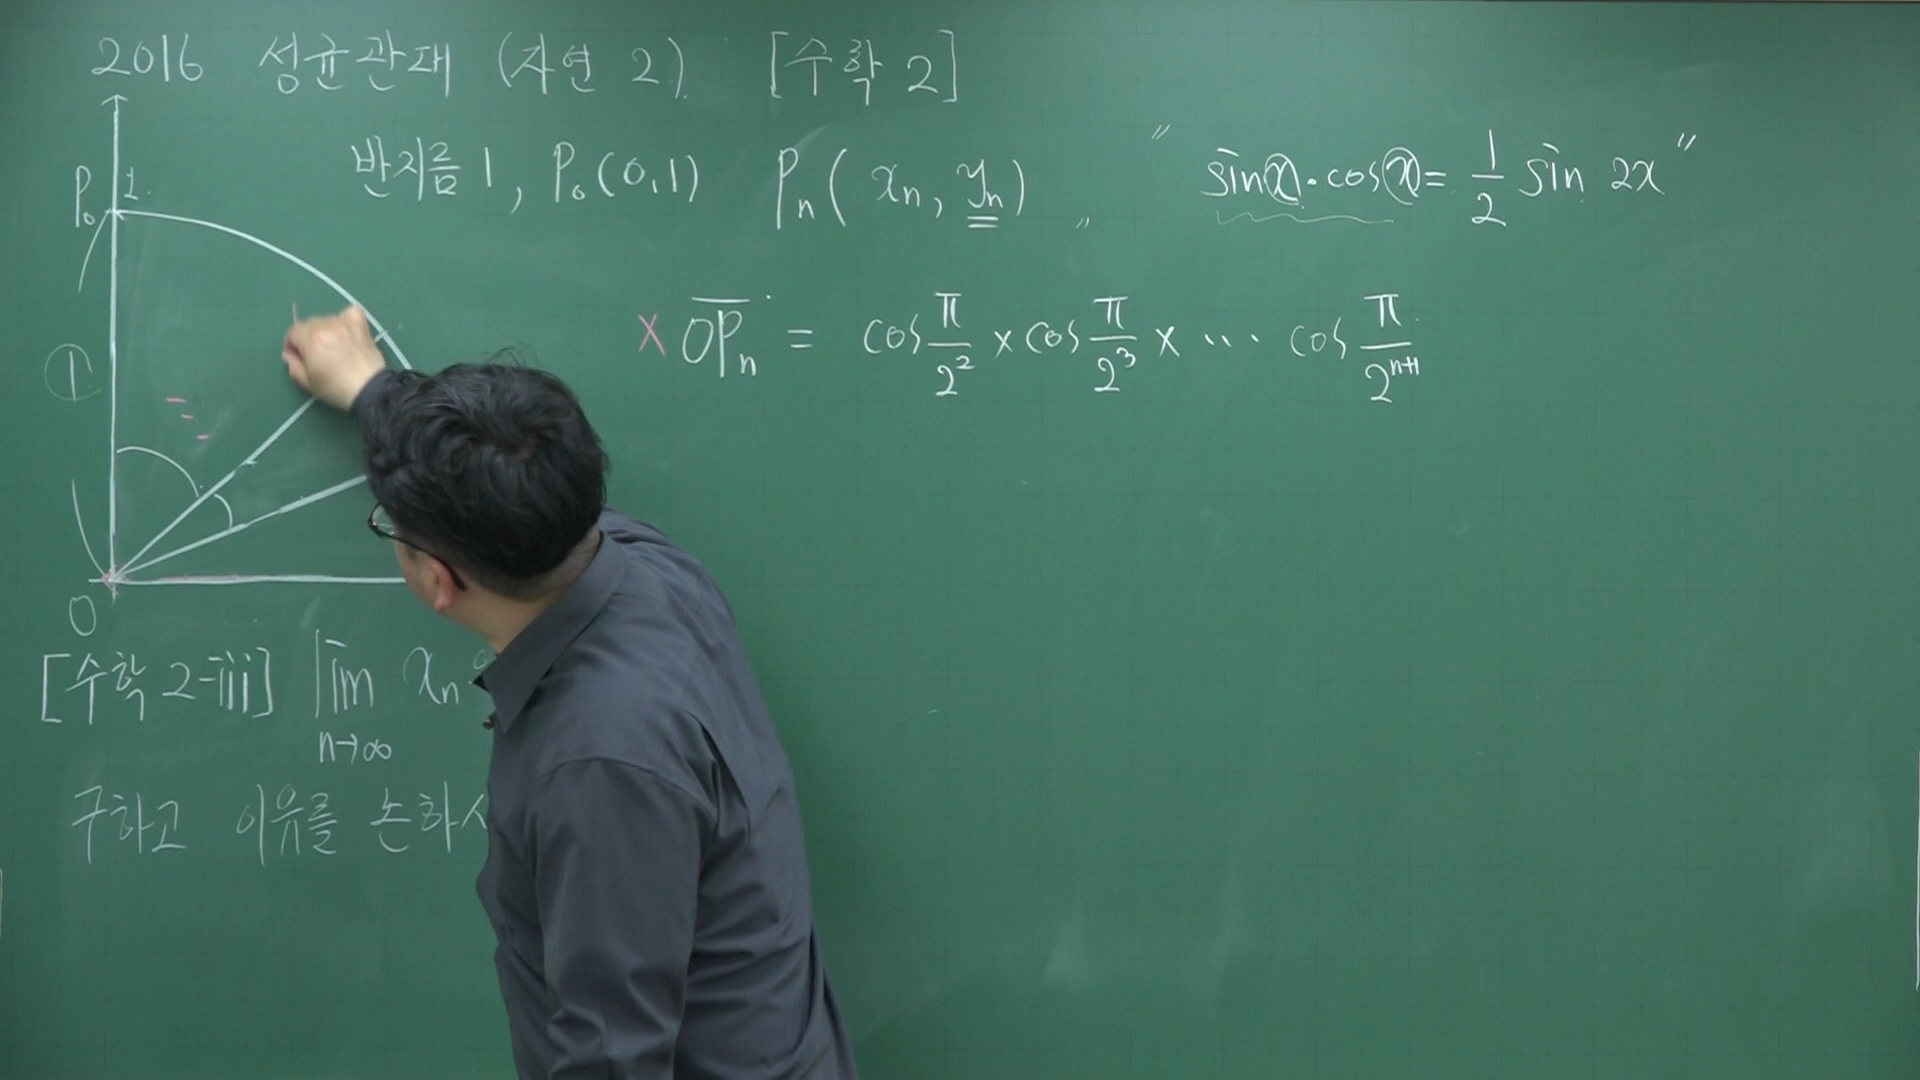 2016 성균관대 (자연 2). [수학 2]
반지름 1, P₀(0,1) Pₙ(xₙ, yₙ)
" sin x · cos x = 1/2 sin 2x "
P₀ 1
× OPₙ = cos π/2² × cos π/2³ × ⋯ cos π/2ⁿ⁺¹
1
O
[수학 2-iii] lim xₙ
n→∞
구하고 이유를 논하시